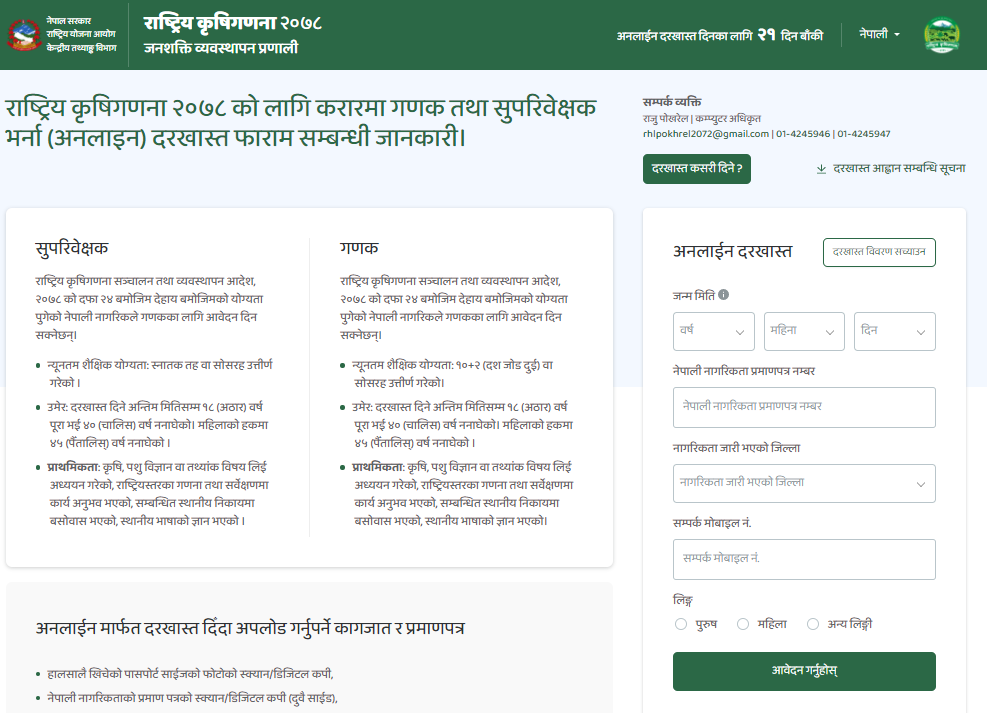 नेपाल सरकार
राष्ट्रिय योजना आयोग
केन्द्रीय तथ्याङ्क विभाग
राष्ट्रिय कृषिगणना २०७८
जनशक्ति व्यवस्थापन प्रणाली
अनलाईन दरखास्त दिनका लागि २१ दिन बाँकी
नेपाली
राष्ट्रिय कृषिगणना २०७८ को लागि करारमा गणक तथा सुपरिवेक्षक
भर्ना (अनलाइन) दरखास्त फाराम सम्बन्धी जानकारी।
सम्पर्क व्यक्ति
राजु पोखरेल | कम्प्युटर अधिकृत
rhlpokhrel2072@gmail.com | 01-4245946 | 01-4245947
दरखास्त कसरी दिने ?
दरखास्त आह्वान सम्बन्धि सूचना
सुपरिवेक्षक
राष्ट्रिय कृषिगणना सञ्चालन तथा व्यवस्थापन आदेश,
२०७८ को दफा २४ बमोजिम देहाय बमोजिमको योग्यता
पुगेको नेपाली नागरिकले गणकका लागि आवेदन दिन
सक्नेछन्।
न्यूनतम शैक्षिक योग्यता: स्नातक तह वा सोसरह उत्तीर्ण
गरेको ।
उमेर: दरखास्त दिने अन्तिम मितिसम्म १८ (अठार) वर्ष
पूरा भई ४० (चालिस) वर्ष ननाघेको। महिलाको हकमा
४५ (पैँतालिस) वर्ष ननाघेको ।
प्राथमिकता: कृषि, पशु विज्ञान वा तथ्यांक विषय लिई
अध्ययन गरेको, राष्ट्रियस्तरका गणना तथा सर्वेक्षणमा
कार्य अनुभव भएको, सम्बन्धित स्थानीय निकायमा
बसोवास भएको, स्थानीय भाषाको ज्ञान भएको ।
गणक
राष्ट्रिय कृषिगणना सञ्चालन तथा व्यवस्थापन आदेश,
२०७८ को दफा २४ बमोजिम देहाय बमोजिमको योग्यता
पुगेको नेपाली नागरिकले गणकका लागि आवेदन दिन
सक्नेछन्।
न्यूनतम शैक्षिक योग्यता: १०+२ (दश जोड दुई) वा
सोसरह उत्तीर्ण गरेको।
उमेर: दरखास्त दिने अन्तिम मितिसम्म १८ (अठार) वर्ष
पूरा भई ४० (चालिस) वर्ष ननाघेको। महिलाको हकमा
४५ (पैँतालिस) वर्ष ननाघेको ।
प्राथमिकता: कृषि, पशु विज्ञान वा तथ्यांक विषय लिई
अध्ययन गरेको, राष्ट्रियस्तरका गणना तथा सर्वेक्षणमा
कार्य अनुभव भएको, सम्बन्धित स्थानीय निकायमा
बसोवास भएको, स्थानीय भाषाको ज्ञान भएको।
अनलाईन दरखास्त
दरखास्त विवरण सच्याउन
जन्म मिति
वर्ष
महिना
दिन
नेपाली नागरिकता प्रमाणपत्र नम्बर
नेपाली नागरिकता प्रमाणपत्र नम्बर
नागरिकता जारी भएको जिल्ला
नागरिकता जारी भएको जिल्ला
सम्पर्क मोबाइल नं.
सम्पर्क मोबाइल नं.
लिङ्ग
पुरुष
महिला
अन्य लिङ्गी
आवेदन गर्नुहोस्
अनलाईन मार्फत दरखास्त दिँदा अपलोड गर्नुपर्ने कागजात र प्रमाणपत्र
हालसालै खिचेको पासपोर्ट साईजको फोटोको स्क्यान/डिजिटल कपी,
नेपाली नागरिकताको प्रमाण पत्रको स्क्यान/डिजिटल कपी (दुवै साईड),